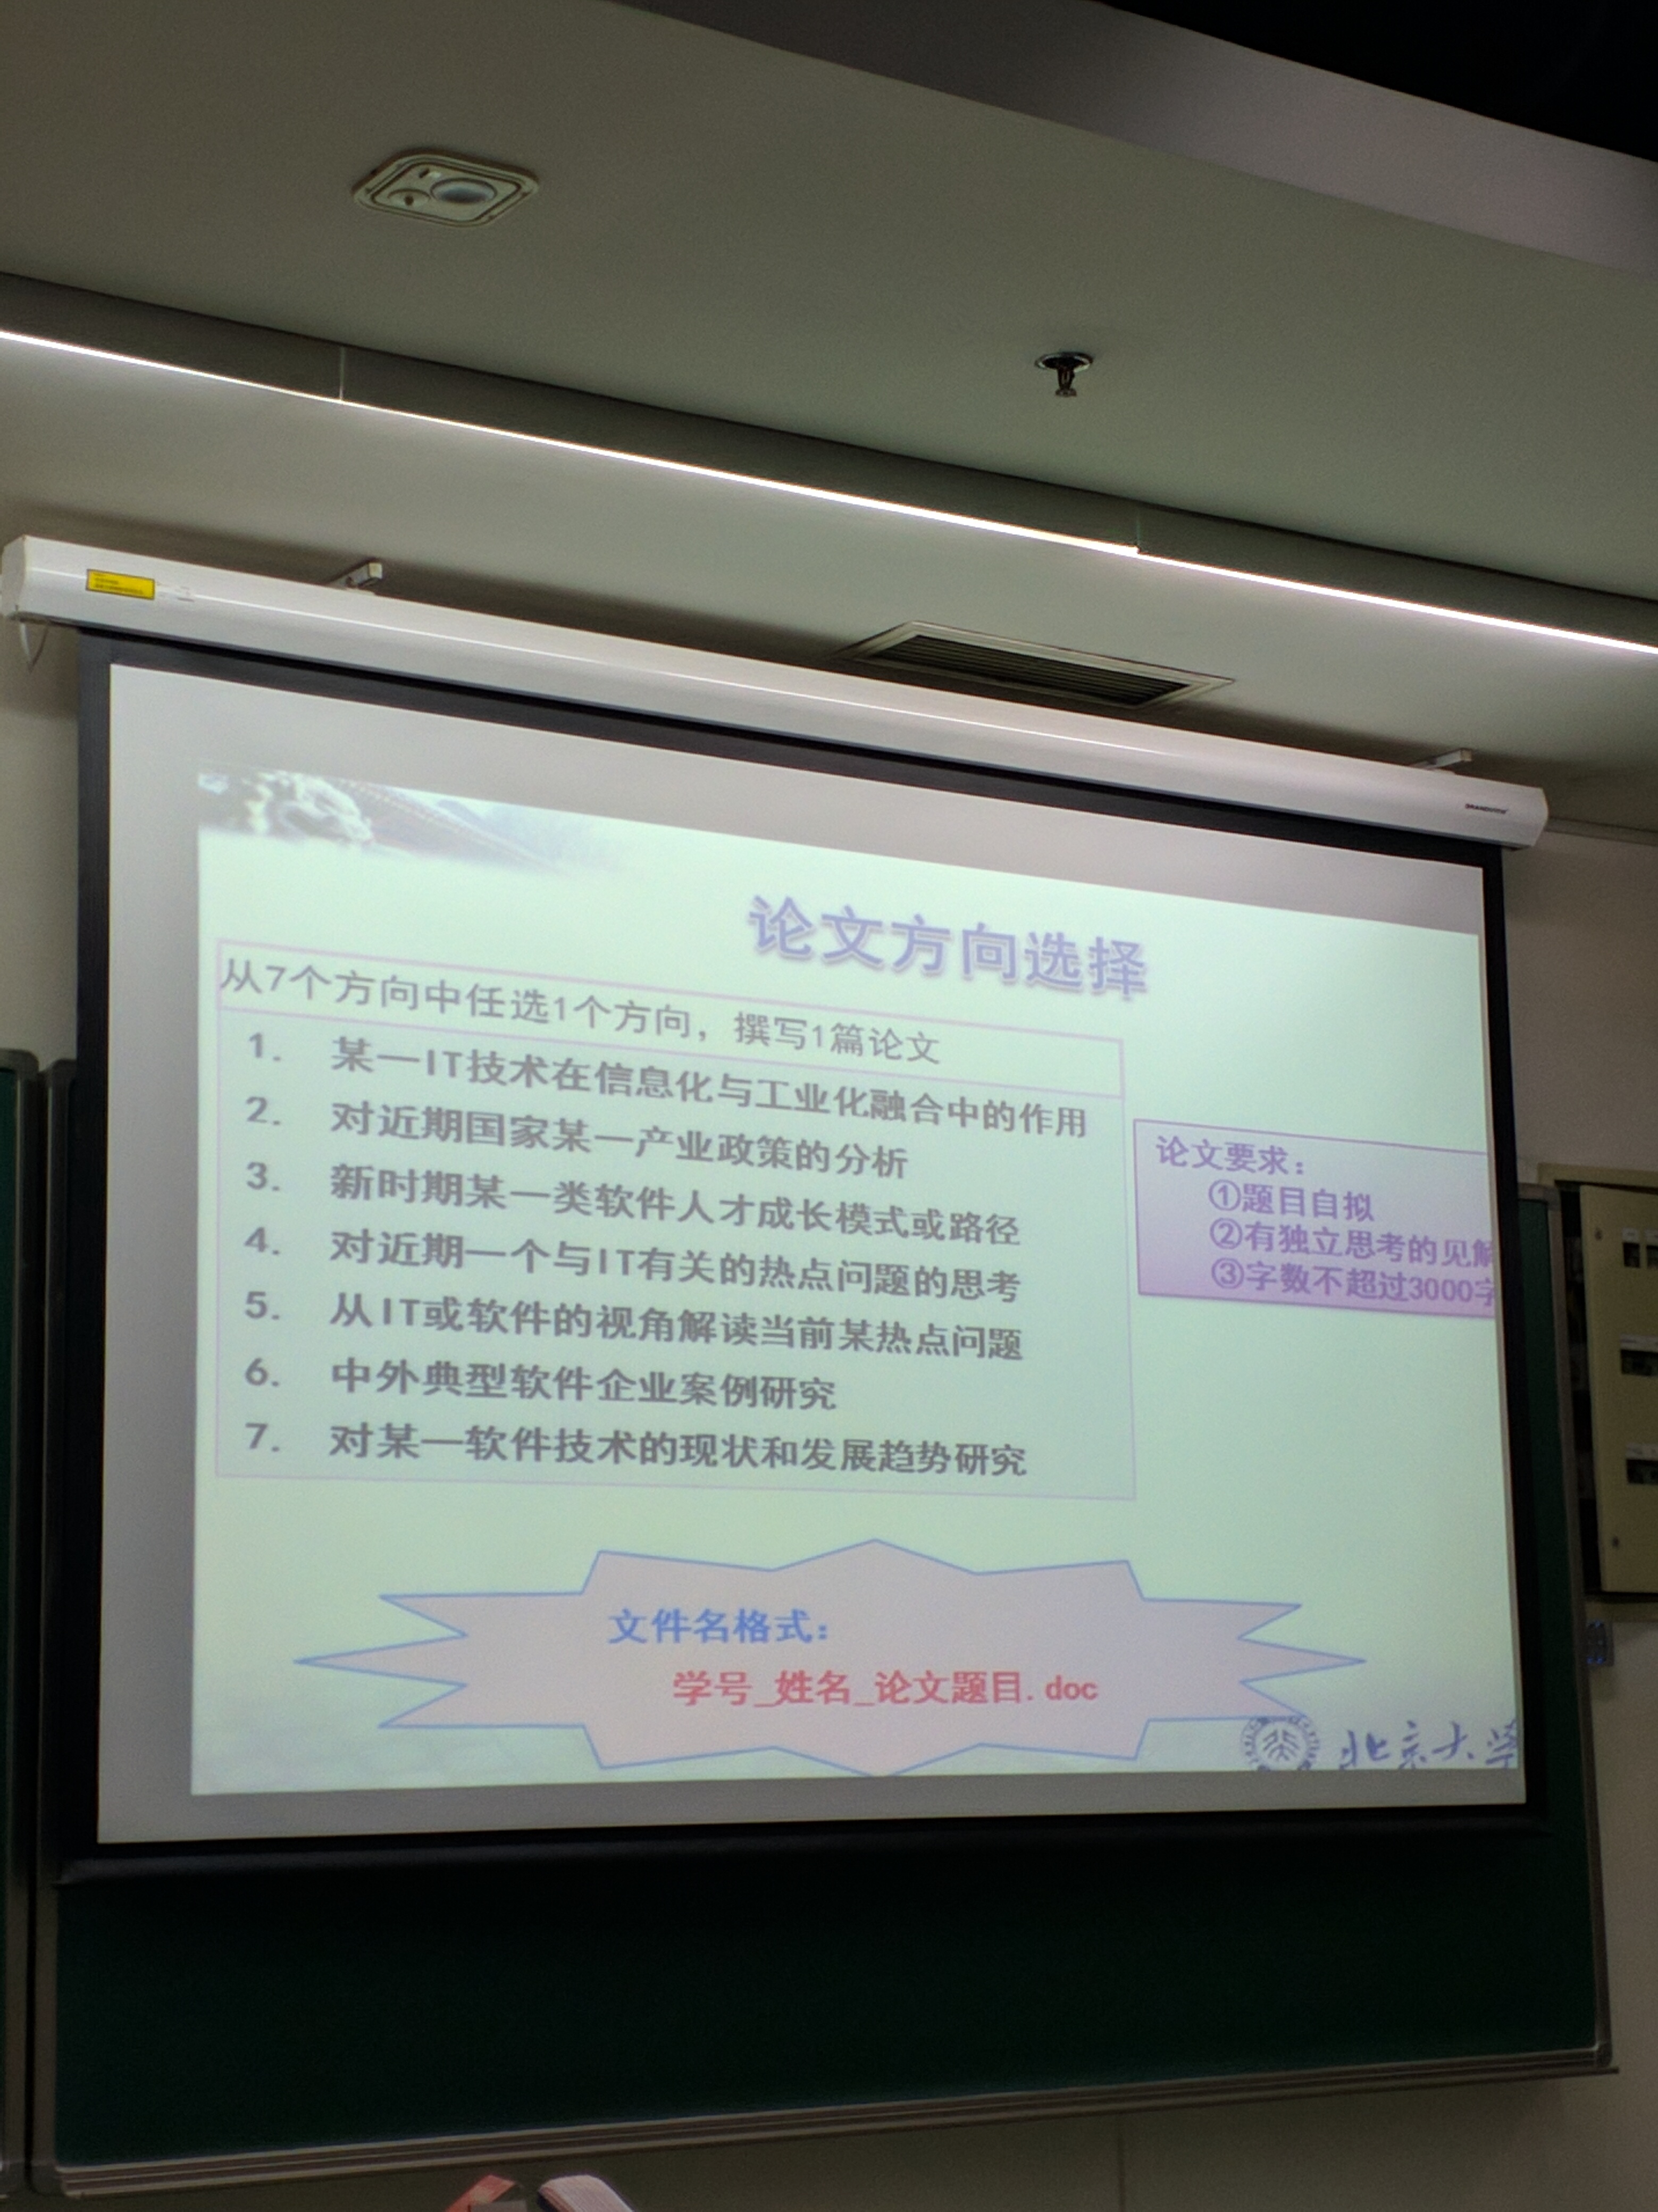 论文方向选择
从7个方向中任选1个方向，撰写1篇论文
1. 某一IT技术在信息化与工业化融合中的作用
2. 对近期国家某一产业政策的分析
3. 新时期某一类软件人才成长模式或路径
4. 对近期一个与IT有关的热点问题的思考
5. 从IT或软件的视角解读当前某热点问题
6. 中外典型软件企业案例研究
7. 对某一软件技术的现状和发展趋势研究
论文要求：
①题目自拟
②有独立思考的见解
③字数不超过3000字
文件名格式：
学号_姓名_论文题目.doc
北京大学